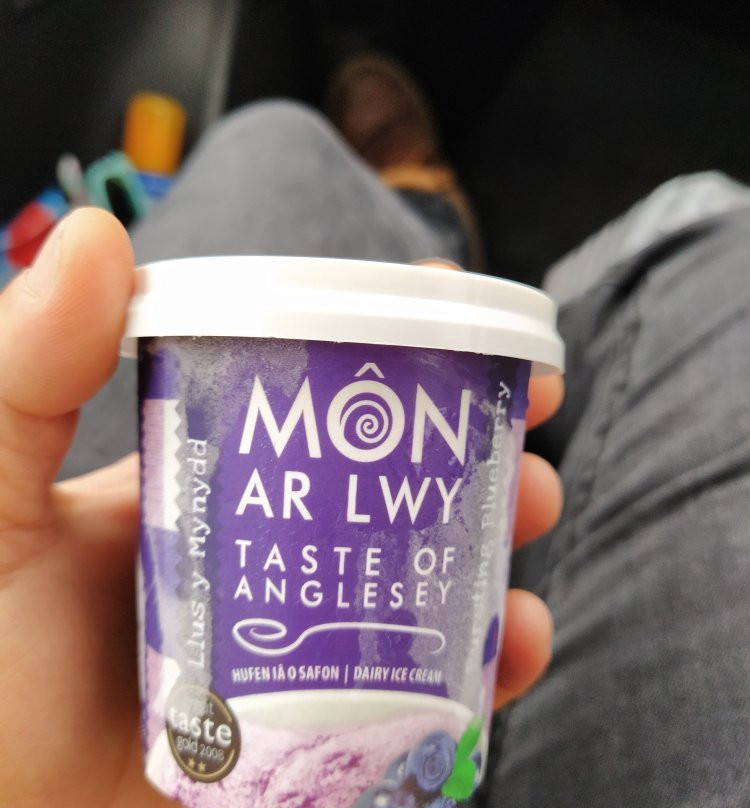 Llus y Mynydd
MÔN
AR LWY
TASTE OF
ANGLESEY
HUFEN IÂ O SAFON | DAIRY ICE CREAM
Blueberry
taste
gold 2008